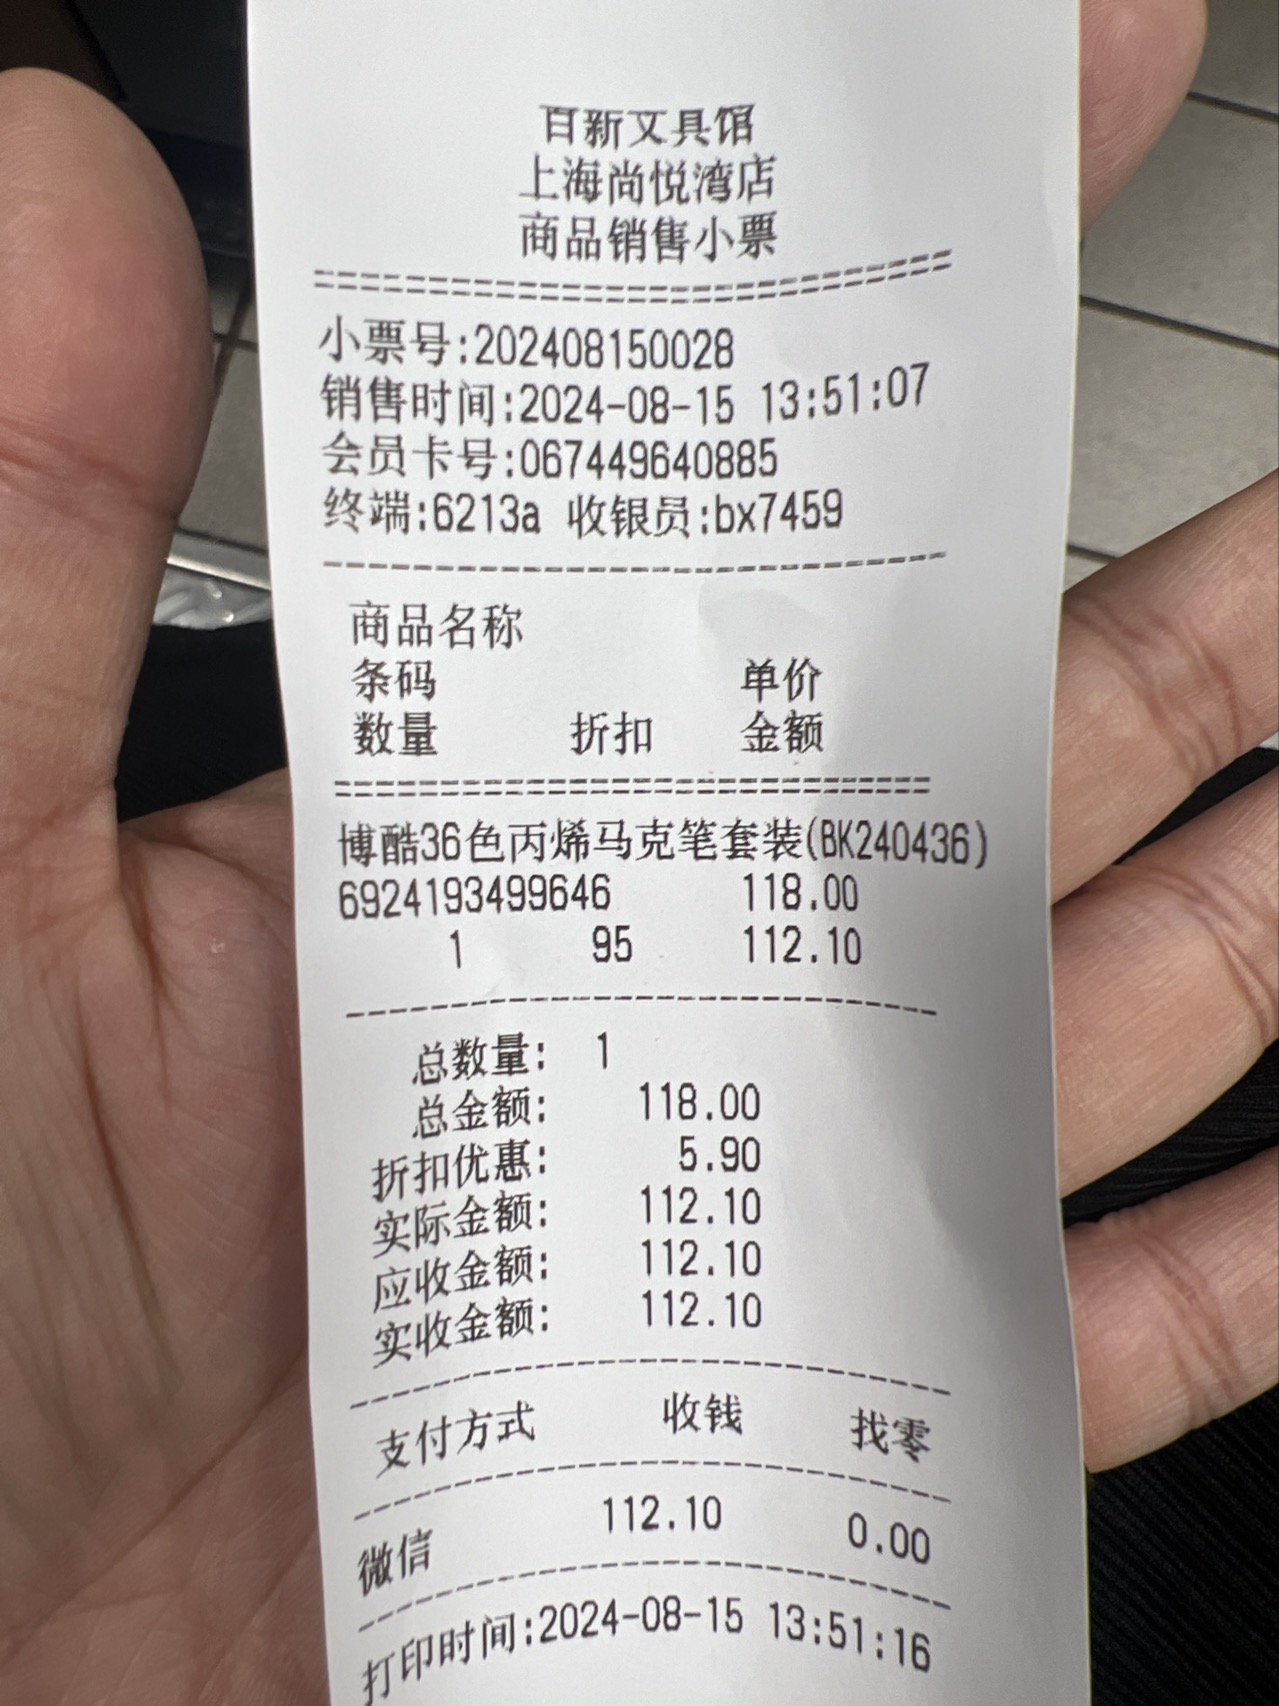 百新文具馆
上海尚悦湾店
商品销售小票
==============================
小票号:202408150028
销售时间:2024-08-15 13:51:07
会员卡号:067449640885
终端:6213a 收银员:bx7459
------------------------------
商品名称
条码 单价
数量 折扣 金额
==============================
博酷36色丙烯马克笔套装(BK240436)
6924193499646 118.00
1 95 112.10
------------------------------
总数量: 1
总金额: 118.00
折扣优惠: 5.90
实际金额: 112.10
应收金额: 112.10
实收金额: 112.10
------------------------------
支付方式 收钱 找零
------------------------------
微信 112.10 0.00
------------------------------
打印时间:2024-08-15 13:51:16